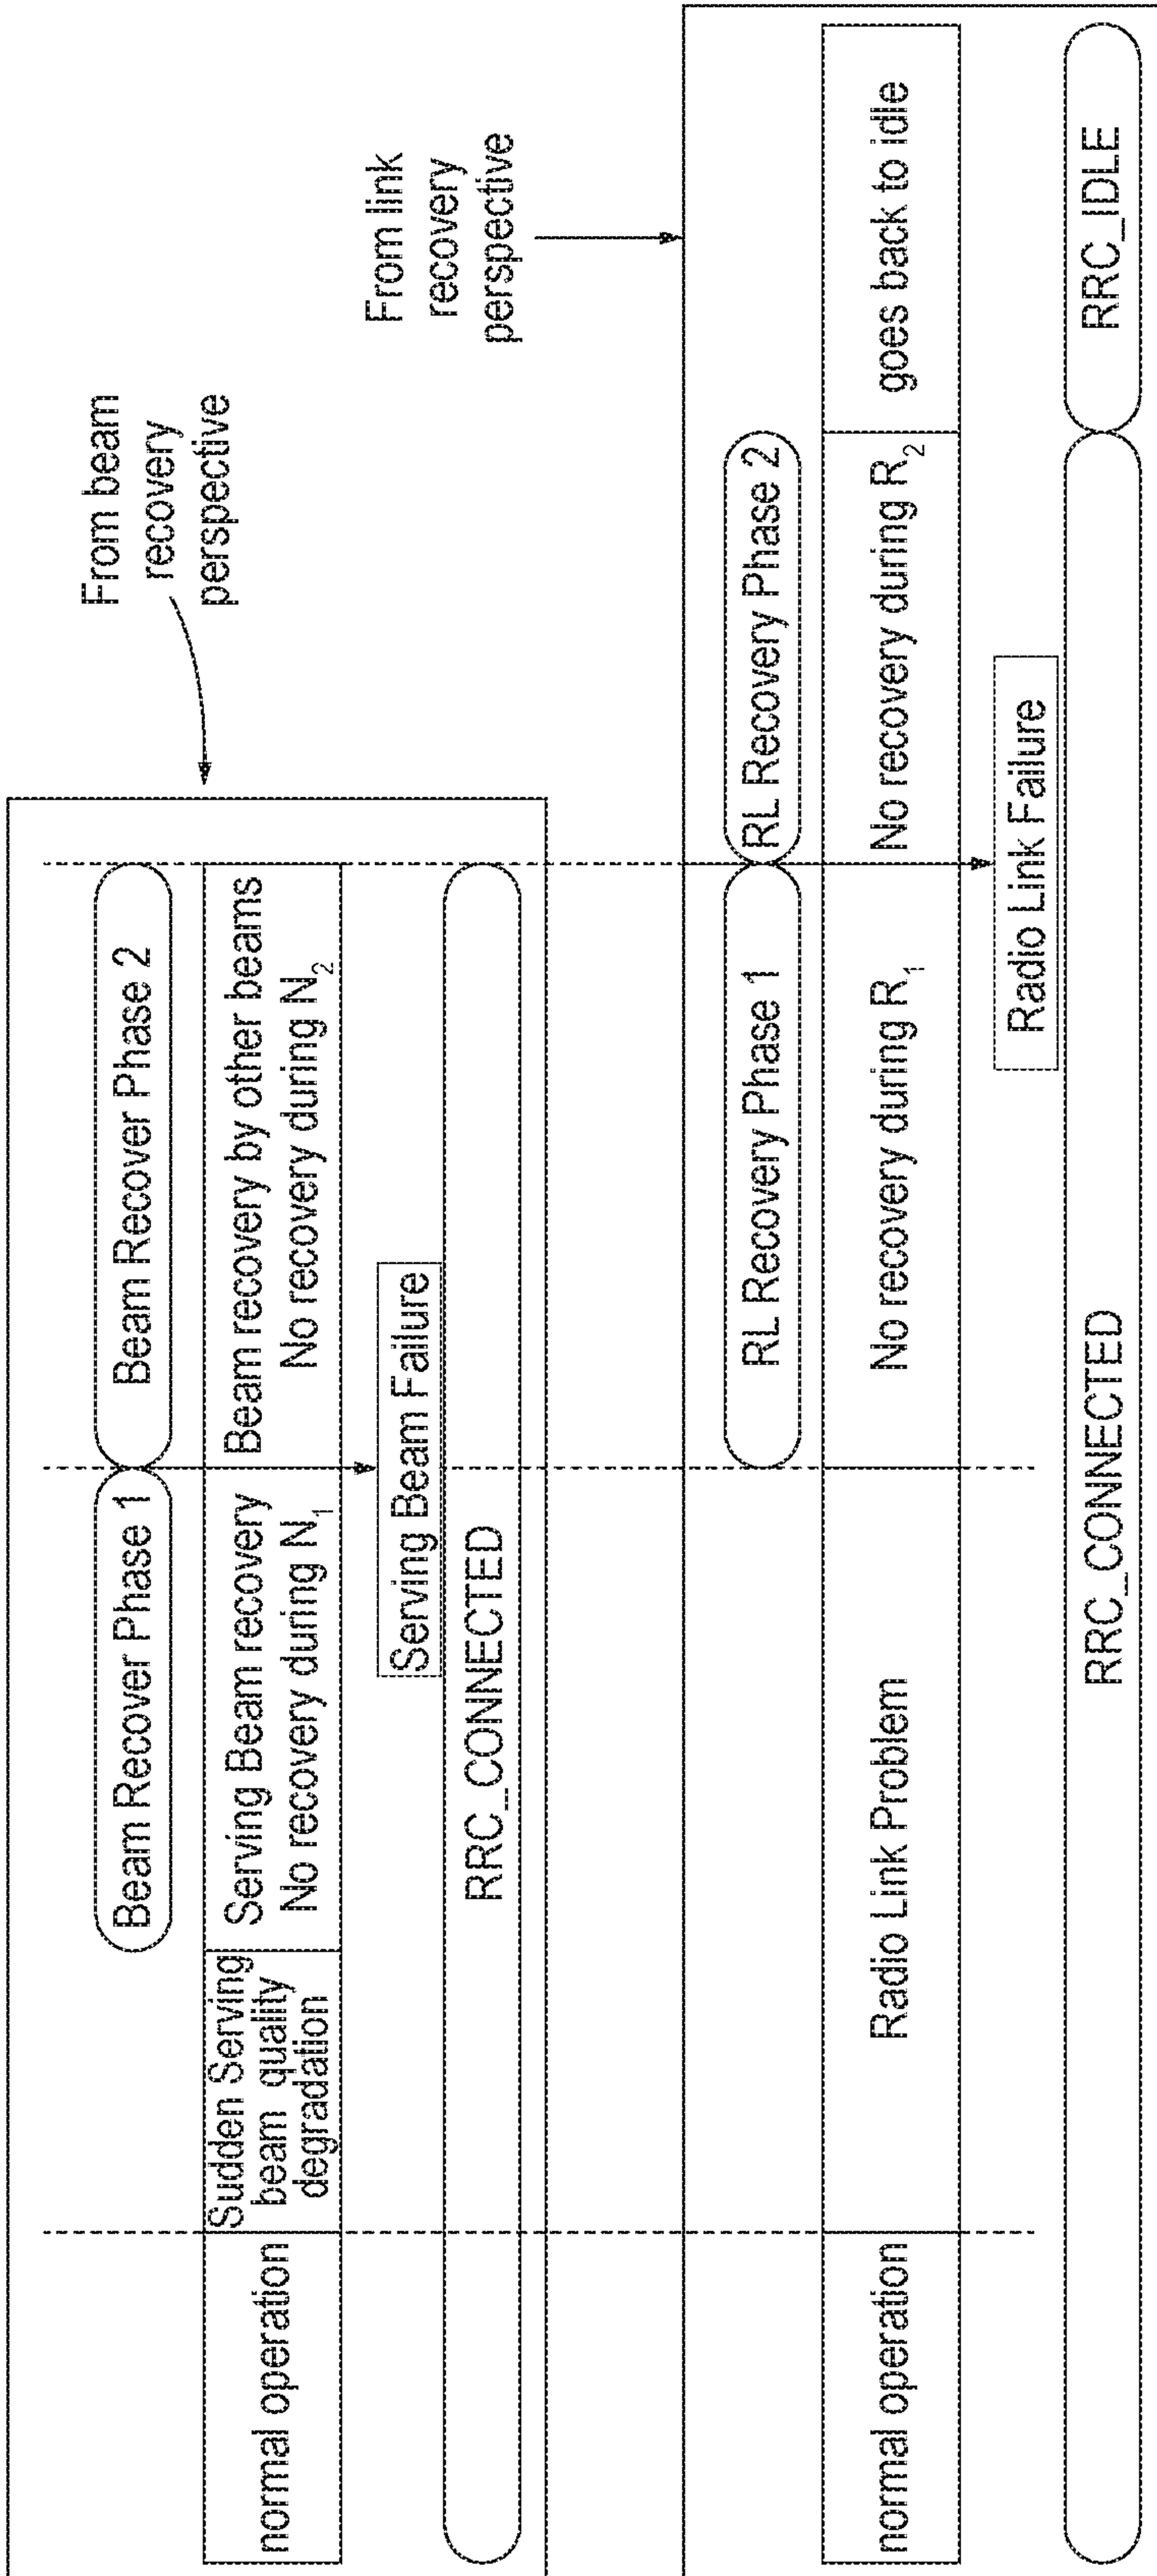 From beam
recovery
perspective
Beam Recover Phase 1
Beam Recover Phase 2
normal operation
Sudden Serving
beam quality
degradation
Serving Beam recovery
No recovery during N₁
Beam recovery by other beams
No recovery during N₂
Serving Beam Failure
RRC_CONNECTED
From link
recovery
perspective
RL Recovery Phase 1
RL Recovery Phase 2
normal operation
Radio Link Problem
No recovery during R₁
No recovery during R₂
goes back to idle
Radio Link Failure
RRC_CONNECTED
RRC_IDLE